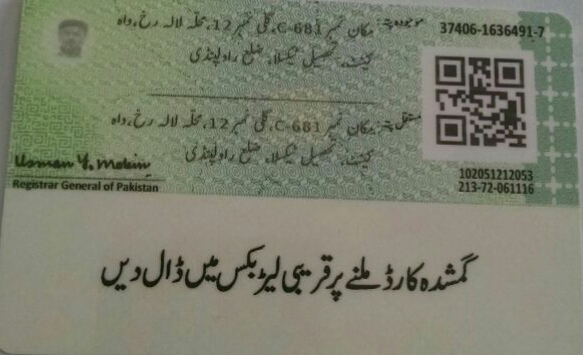 موجودہ پتہ: مکان نمبر C-681، گلی نمبر 12، محلّہ لالہ رخ، واہ
کینٹ، تحصیل ٹیکسلا، ضلع راولپنڈی
37406-1636491-7
مستقل پتہ: مکان نمبر C-681، گلی نمبر 12، محلّہ لالہ رخ، واہ
کینٹ، تحصیل ٹیکسلا، ضلع راولپنڈی
Usman Y. Mobin
Registrar General of Pakistan
102051212053
213-72-061116
گمشدہ کارڈ ملنے پر قریبی لیٹر بکس میں ڈال دیں